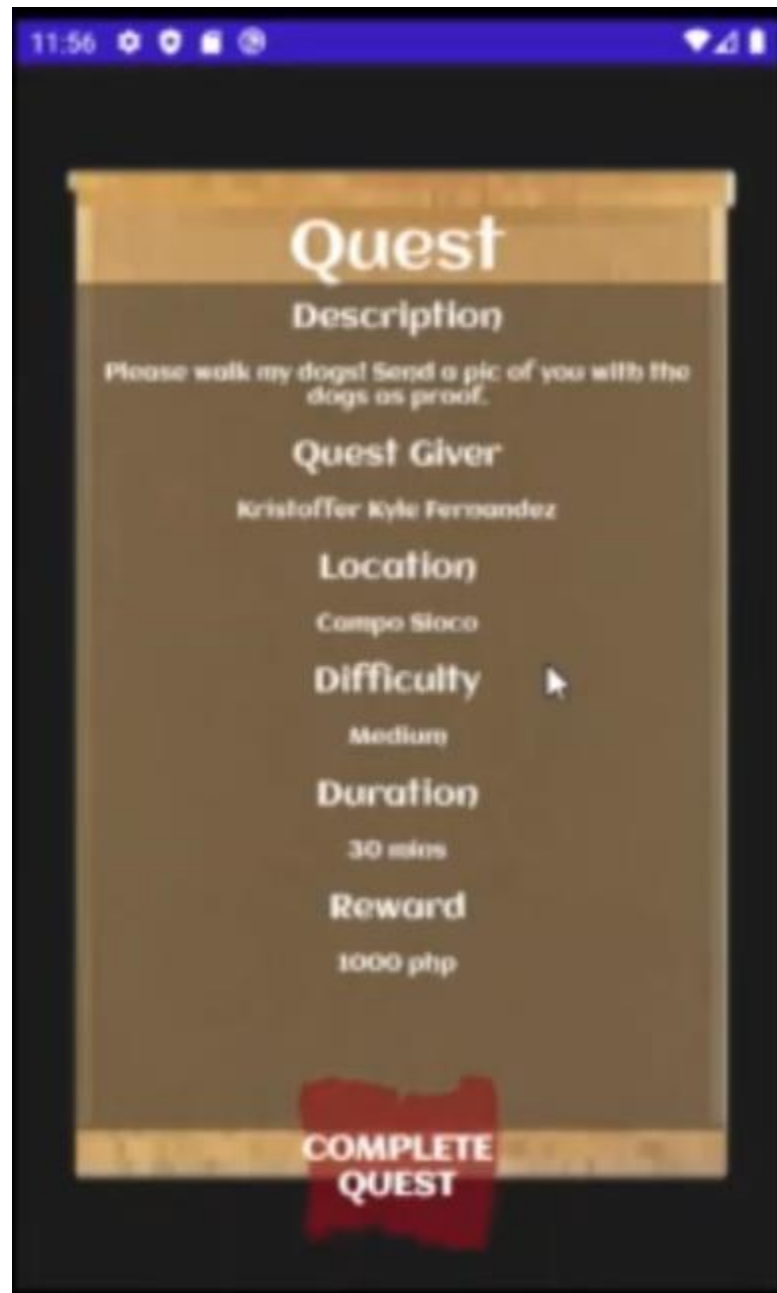 11:56
Quest
Description
Please walk my dogs! Send a pic of you with the
dogs as proof.
Quest Giver
Kristoffer Kyle Fernandez
Location
Campo Sioco
Difficulty
Medium
Duration
30 mins
Reward
1000 php
COMPLETE
QUEST